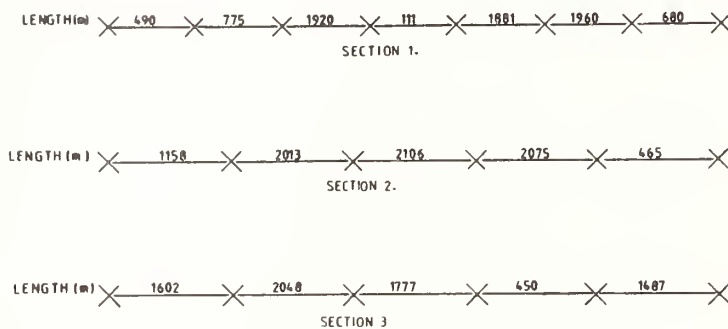 LENGTH(m) 490 775 1920 111 1881 1960 680
SECTION 1.
LENGTH (m) 1158 2013 2106 2075 465
SECTION 2.
LENGTH (m) 1602 2048 1777 450 1487
SECTION 3